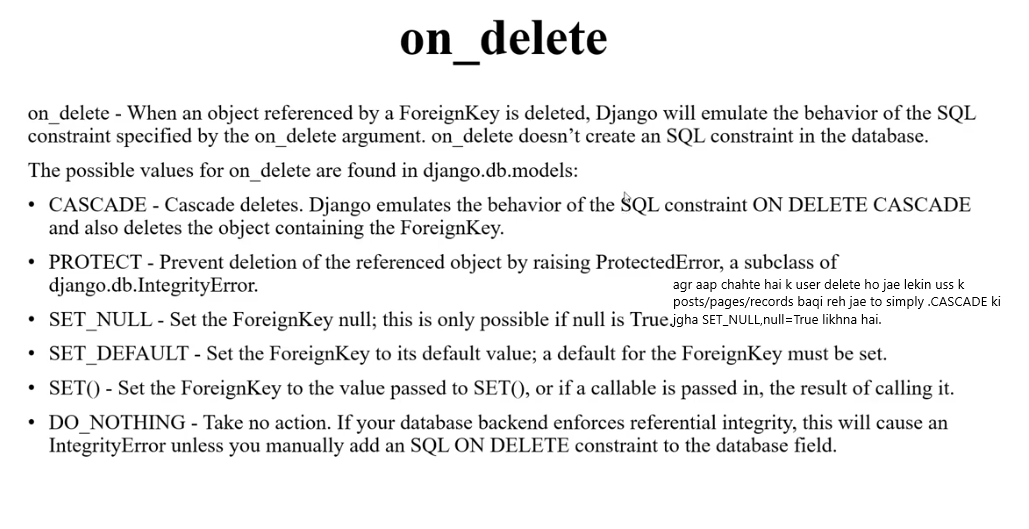 on_delete
on_delete - When an object referenced by a ForeignKey is deleted, Django will emulate the behavior of the SQL
constraint specified by the on_delete argument. on_delete doesn’t create an SQL constraint in the database.
The possible values for on_delete are found in django.db.models:
• CASCADE - Cascade deletes. Django emulates the behavior of the SQL constraint ON DELETE CASCADE
and also deletes the object containing the ForeignKey.
• PROTECT - Prevent deletion of the referenced object by raising ProtectedError, a subclass of
django.db.IntegrityError.
• SET_NULL - Set the ForeignKey null; this is only possible if null is True.
agr aap chahte hai k user delete ho jae lekin uss k
posts/pages/records baqi reh jae to simply .CASCADE ki
jgha SET_NULL,null=True likhna hai.
• SET_DEFAULT - Set the ForeignKey to its default value; a default for the ForeignKey must be set.
• SET() - Set the ForeignKey to the value passed to SET(), or if a callable is passed in, the result of calling it.
• DO_NOTHING - Take no action. If your database backend enforces referential integrity, this will cause an
IntegrityError unless you manually add an SQL ON DELETE constraint to the database field.